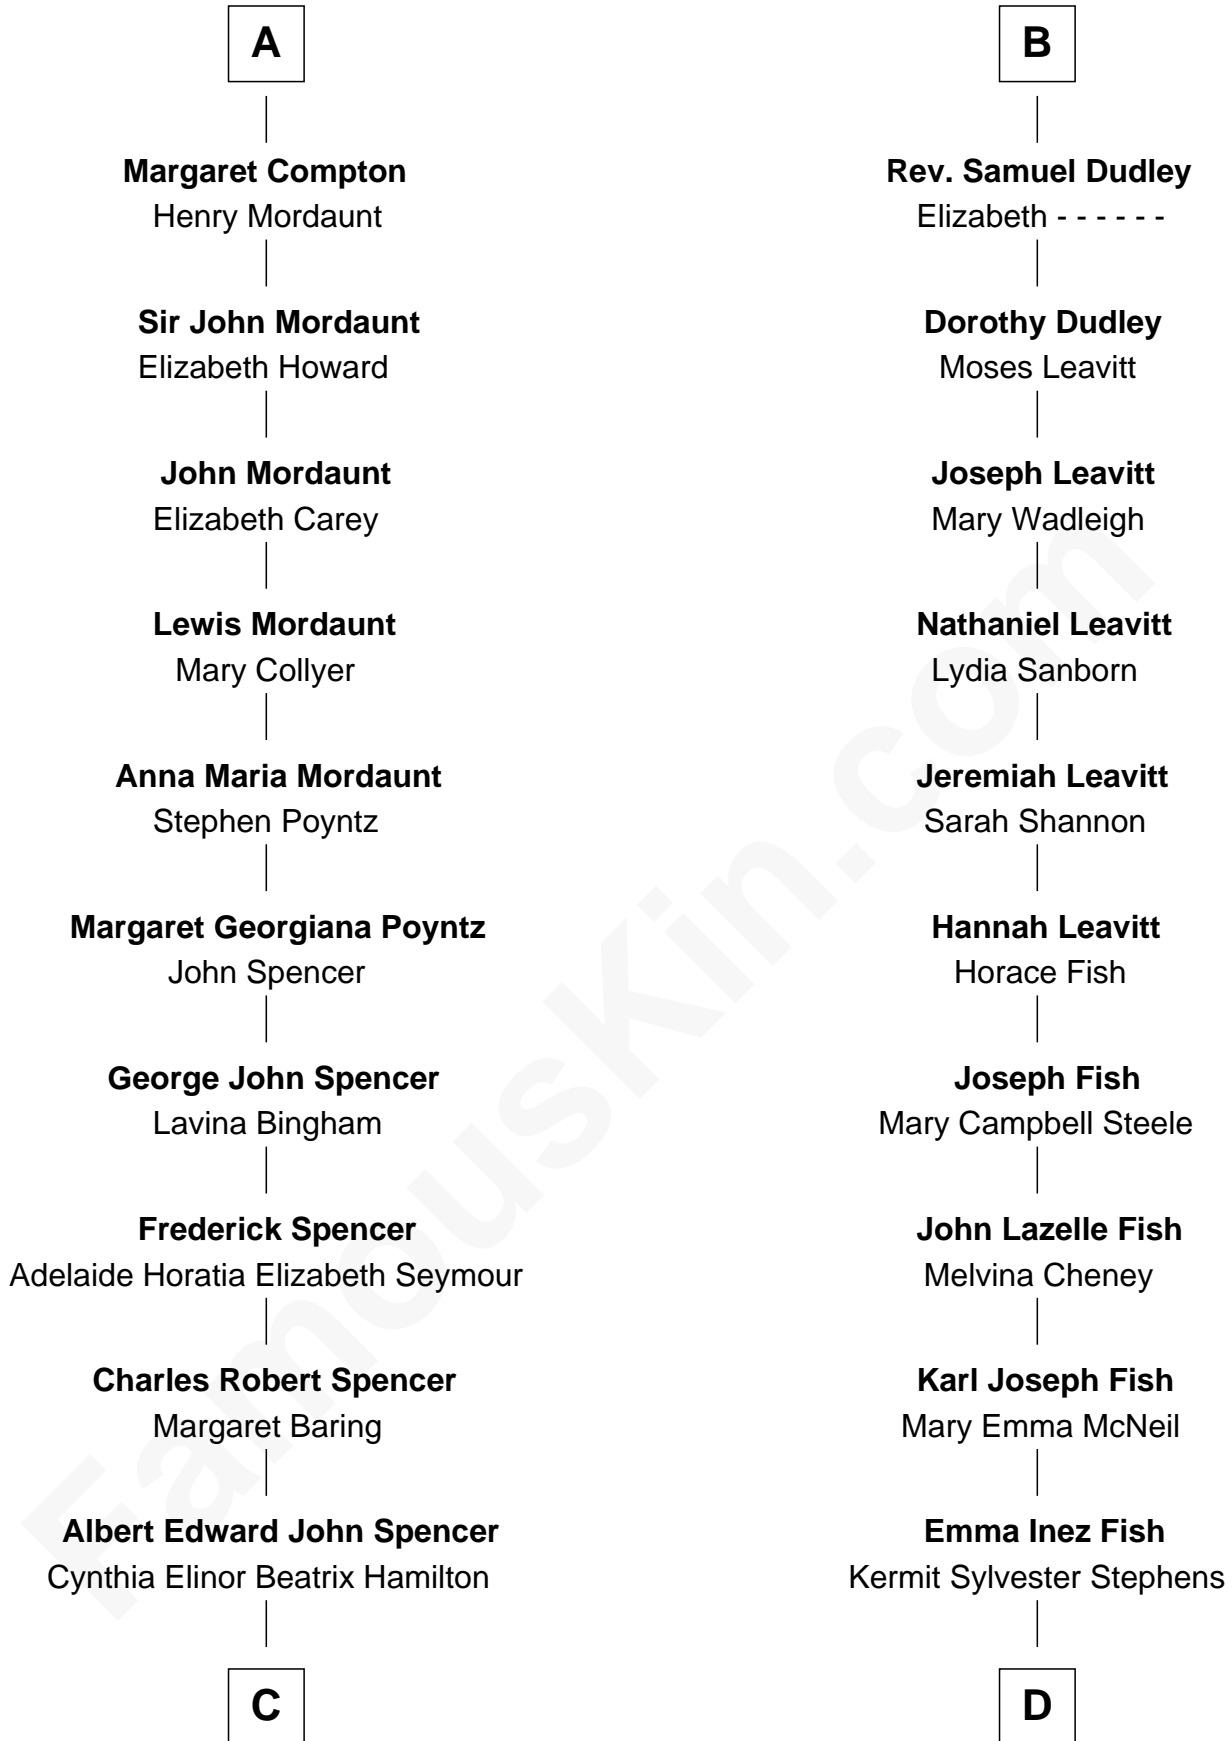 A
Margaret Compton
Henry Mordaunt
Sir John Mordaunt
Elizabeth Howard
John Mordaunt
Elizabeth Carey
Lewis Mordaunt
Mary Collyer
Anna Maria Mordaunt
Stephen Poyntz
Margaret Georgiana Poyntz
John Spencer
George John Spencer
Lavina Bingham
Frederick Spencer
Adelaide Horatia Elizabeth Seymour
Charles Robert Spencer
Margaret Baring
Albert Edward John Spencer
Cynthia Elinor Beatrix Hamilton
C
B
Rev. Samuel Dudley
Elizabeth - - - - - -
Dorothy Dudley
Moses Leavitt
Joseph Leavitt
Mary Wadleigh
Nathaniel Leavitt
Lydia Sanborn
Jeremiah Leavitt
Sarah Shannon
Hannah Leavitt
Horace Fish
Joseph Fish
Mary Campbell Steele
John Lazelle Fish
Melvina Cheney
Karl Joseph Fish
Mary Emma McNeil
Emma Inez Fish
Kermit Sylvester Stephens
D
FamousKin.com